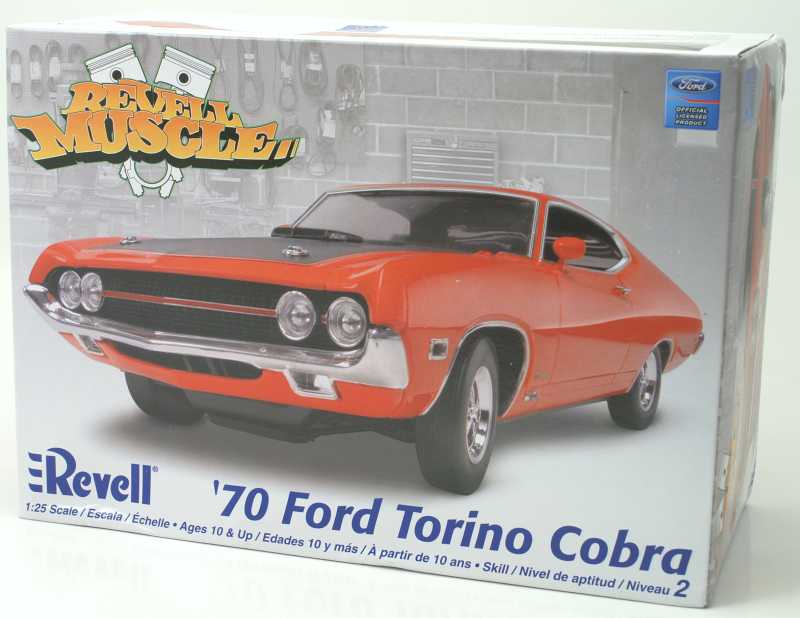 REVELL
MUSCLE
Ford
OFFICIAL
LICENSED
PRODUCT
Revell®
'70 Ford Torino Cobra
1:25 Scale / Escala / Échelle • Ages 10 & Up / Edades 10 y más / À partir de 10 ans • Skill / Nivel de aptitud / Niveau 2